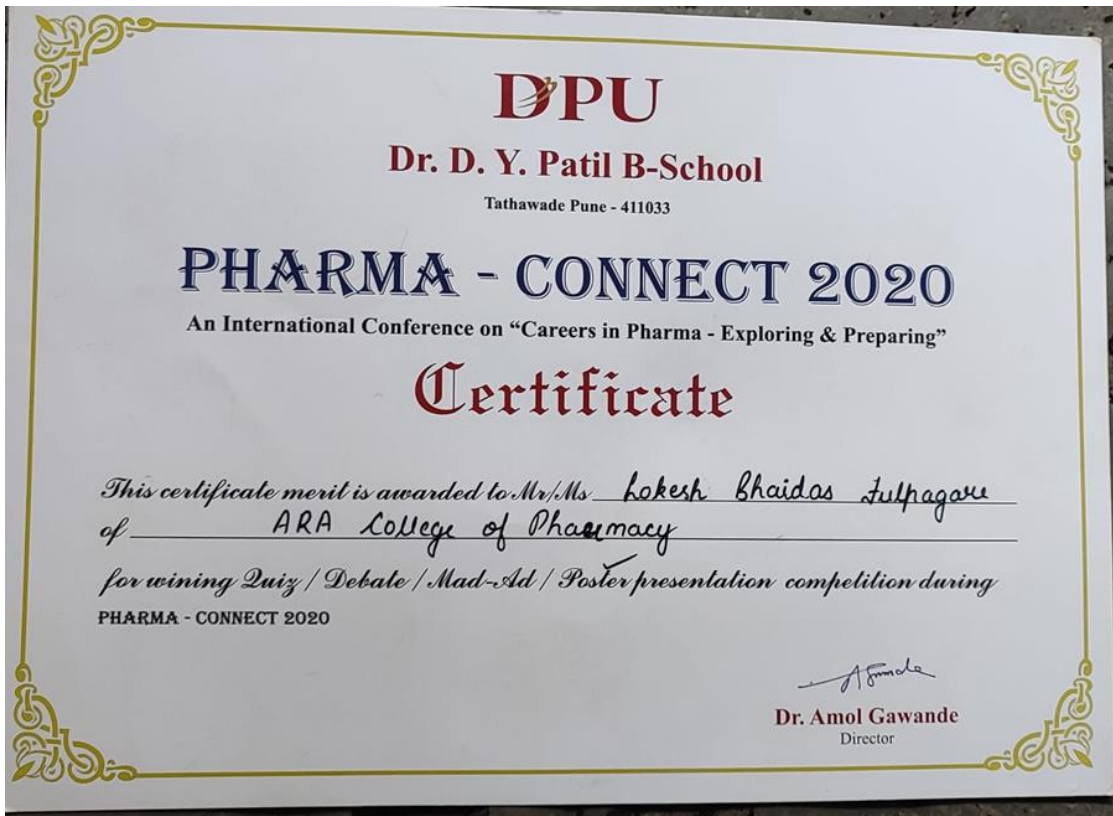 DPU
Dr. D. Y. Patil B-School
Tathawade Pune - 411033
PHARMA - CONNECT 2020
An International Conference on “Careers in Pharma - Exploring & Preparing”
Certificate
This certificate merit is awarded to Mr/Ms Lokesh Bhaidas Fulpagare
of ARA College of Pharmacy
for wining Quiz / Debate / Mad-Ad / Poster presentation competition during
PHARMA - CONNECT 2020
Dr. Amol Gawande
Director